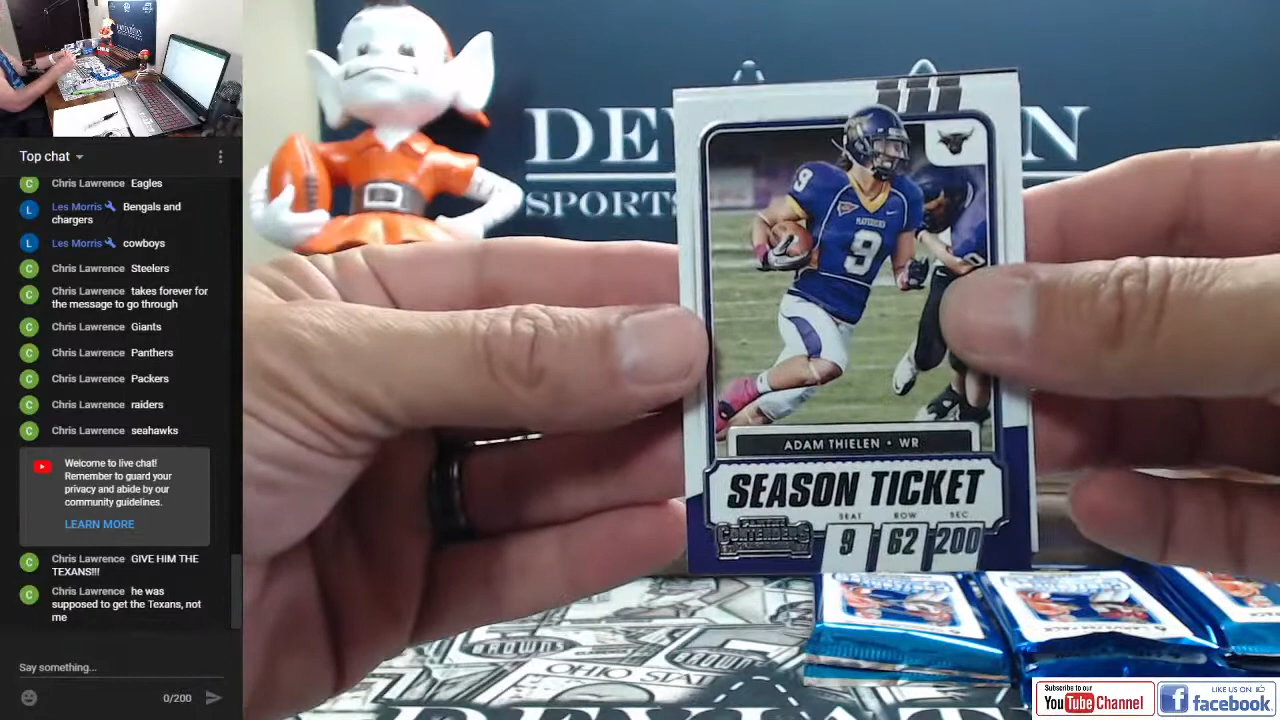 Top chat
Chris Lawrence Eagles
Les Morris Bengals and
chargers
Les Morris cowboys
Chris Lawrence Steelers
Chris Lawrence takes forever for
the message to go through
Chris Lawrence Giants
Chris Lawrence Panthers
Chris Lawrence Packers
Chris Lawrence raiders
Chris Lawrence seahawks
Welcome to live chat!
Remember to guard your
privacy and abide by our
community guidelines.
LEARN MORE
Chris Lawrence GIVE HIM THE
TEXANS!!!
Chris Lawrence he was
supposed to get the Texans, not
me
Say something...
0/200
SPORTS
MAVERICKS
9
9
ADAM THIELEN • WR
SEASON TICKET
SEAT ROW SEC
9 62 200
PANINI
CONTENDERS
BROWNS
OHIO STATE
BROWNS
Subscribe to our
YouTube Channel
LIKE US ON
facebook.